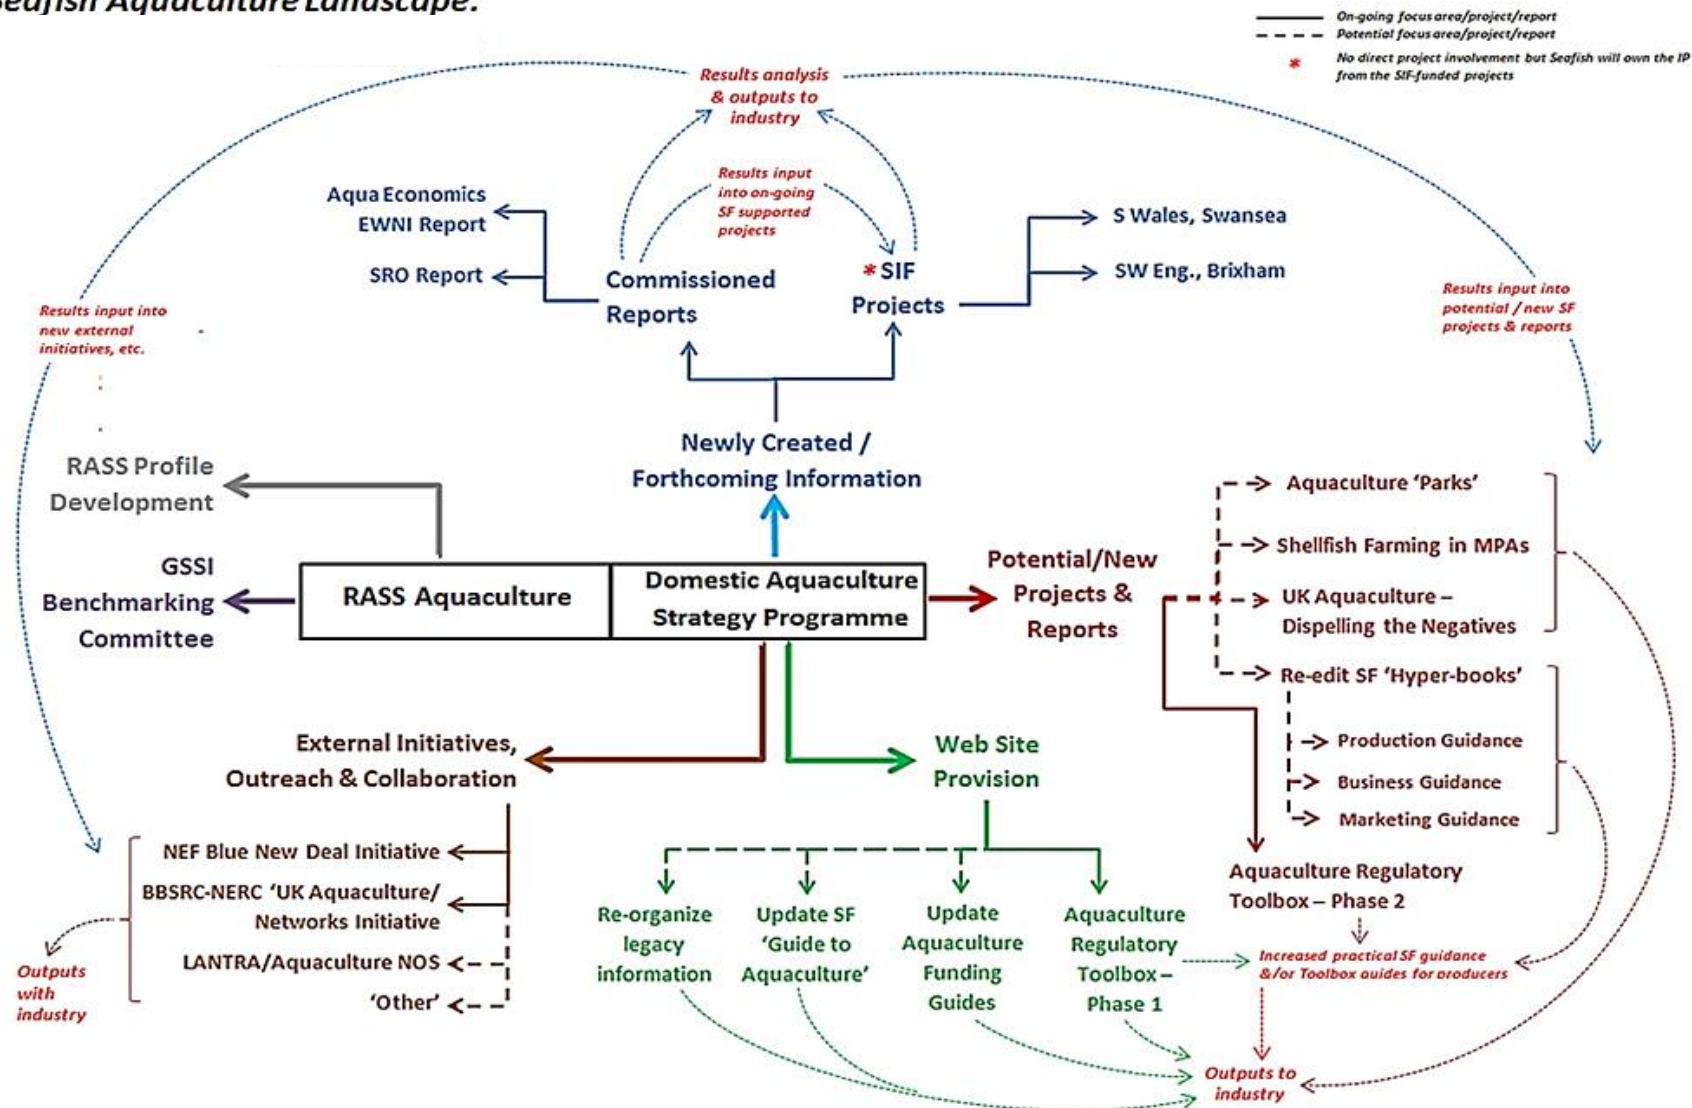 Seafish Aquaculture Landscape.
On-going focus area/project/report
Potential focus area/project/report
* No direct project involvement but Seafish will own the IP
from the SIF-funded projects
Results analysis
& outputs to
industry
Results input
into on-going
SF supported
projects
Aqua Economics
EWNI Report
SRO Report
Commissioned
Reports
*SIF
Projects
S Wales, Swansea
SW Eng., Brixham
Results input into
new external
initiatives, etc.
Results input into
potential / new SF
projects & reports
Newly Created /
Forthcoming Information
RASS Profile
Development
GSSI
Benchmarking
Committee
RASS Aquaculture
Domestic Aquaculture
Strategy Programme
Potential/New
Projects &
Reports
Aquaculture ‘Parks’
Shellfish Farming in MPAs
UK Aquaculture –
Dispelling the Negatives
Re-edit SF ‘Hyper-books’
Production Guidance
Business Guidance
Marketing Guidance
Aquaculture Regulatory
Toolbox – Phase 2
External Initiatives,
Outreach & Collaboration
Web Site
Provision
NEF Blue New Deal Initiative
BBSRC-NERC ‘UK Aquaculture/
Networks Initiative
LANTRA/Aquaculture NOS
‘Other’
Outputs
with
industry
Re-organize
legacy
information
Update SF
‘Guide to
Aquaculture’
Update
Aquaculture
Funding
Guides
Aquaculture
Regulatory
Toolbox –
Phase 1
Increased practical SF guidance
&/or Toolbox guides for producers
Outputs to
industry